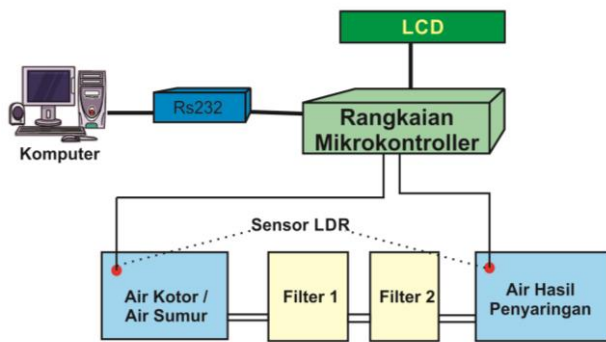 LCD
Rs232
Rangkaian
Mikrokontroller
Komputer
Sensor LDR
Air Kotor /
Air Sumur
Filter 1
Filter 2
Air Hasil
Penyaringan